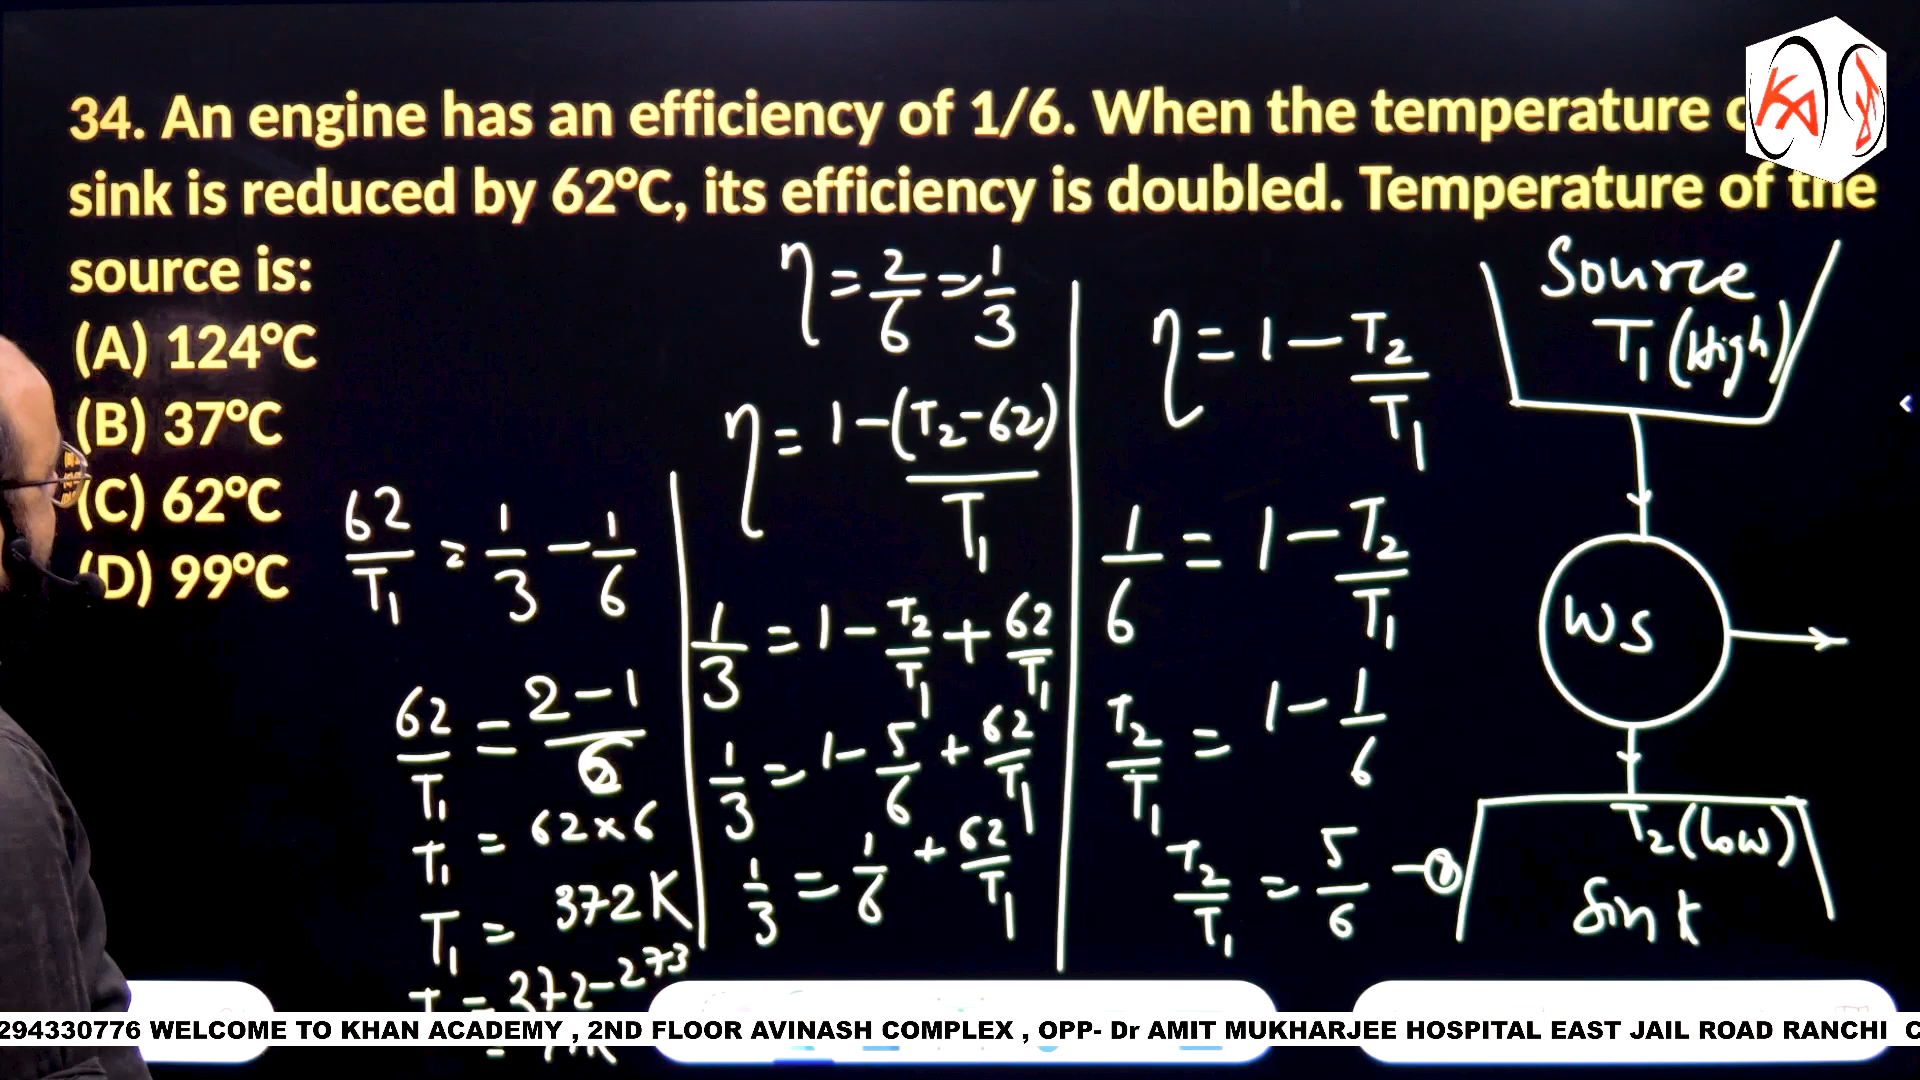 34. An engine has an efficiency of 1/6. When the temperature
sink is reduced by 62°C, its efficiency is doubled. Temperature of the
source is:
(A) 124°C
(B) 37°C
(C) 62°C
(D) 99°C
62/T₁ = 1/3 - 1/6
62/T₁ = 2-1/6
T₁ = 62×6
T₁ = 372K
= 372-273
η = 2/6 = 1/3
η = 1-(T₂-62)/T₁
1/3 = 1 - T₂/T₁ + 62/T₁
1/3 = 1 - 5/6 + 62/T₁
1/3 = 1/6 + 62/T₁
η = 1 - T₂/T₁
1/6 = 1 - T₂/T₁
T₂/T₁ = 1 - 1/6
T₂/T₁ = 5/6
Source
T₁ (High)
WS
T₂ (low)
Sink
KA
294330776 WELCOME TO KHAN ACADEMY , 2ND FLOOR AVINASH COMPLEX , OPP- Dr AMIT MUKHARJEE HOSPITAL EAST JAIL ROAD RANCHI C